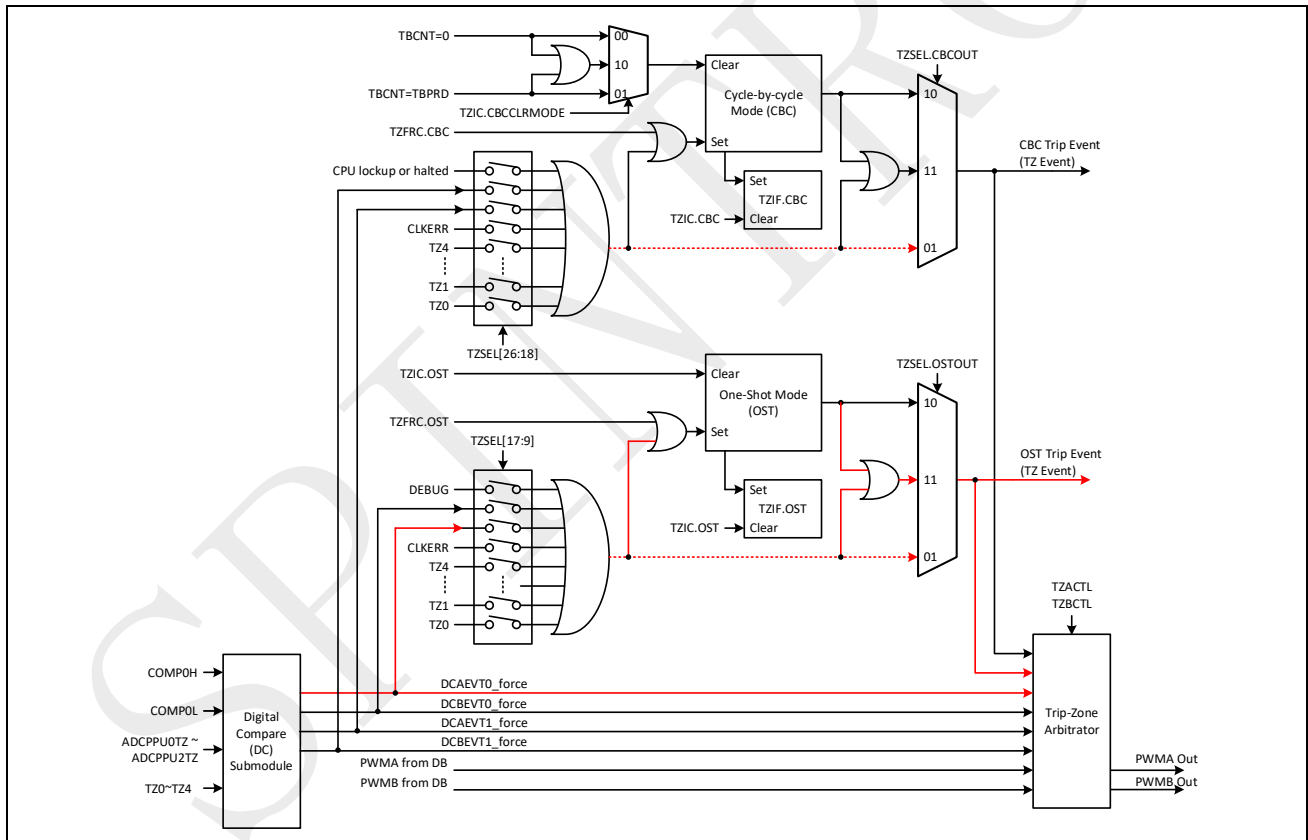 TBCNT=0
00
10
TBCNT=TBPRD
01
TZIC.CBCCLRMODE
Clear
Cycle-by-cycle
Mode (CBC)
Set
TZSEL.CBCOUT
10
11
01
CBC Trip Event
(TZ Event)
TZFRC.CBC
Set
TZIF.CBC
TZIC.CBC
Clear
CPU lockup or halted
CLKERR
TZ4
TZ1
TZ0
TZSEL[26:18]
TZIC.OST
Clear
One-Shot Mode
(OST)
Set
TZSEL.OSTOUT
10
11
01
OST Trip Event
(TZ Event)
TZFRC.OST
TZSEL[17:9]
Set
TZIF.OST
TZIC.OST
Clear
DEBUG
CLKERR
TZ4
TZ1
TZ0
TZACTL
TZBCTL
COMP0H
COMP0L
ADCPPU0TZ ~
ADCPPU2TZ
TZ0~TZ4
Digital
Compare
(DC)
Submodule
DCAEVT0_force
DCBEVT0_force
DCAEVT1_force
DCBEVT1_force
PWMA from DB
PWMB from DB
Trip-Zone
Arbitrator
PWMA Out
PWMB Out
SPINTRO